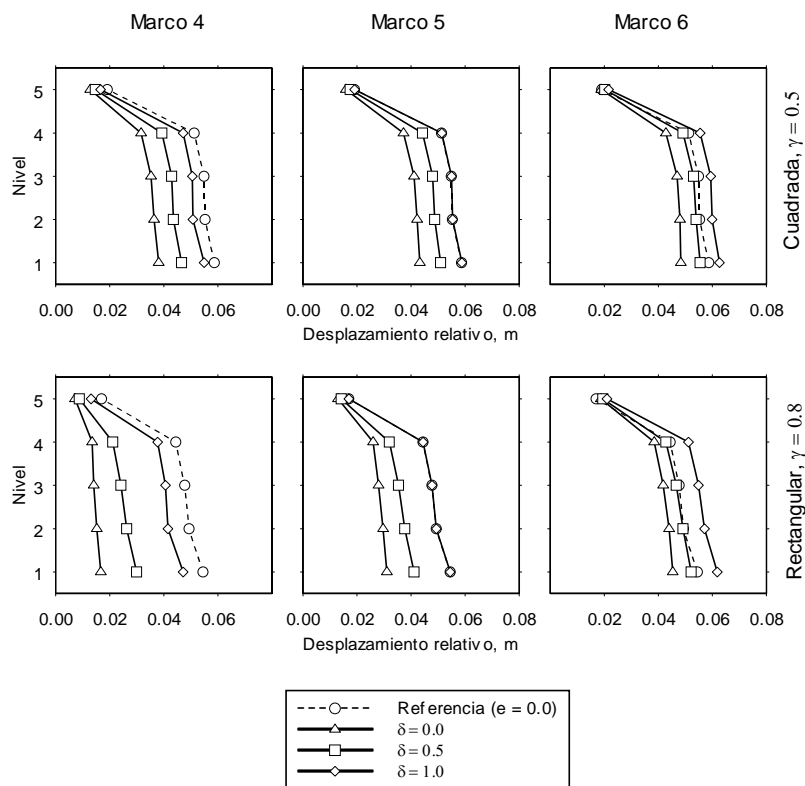 Marco 4 Marco 5 Marco 6
Nivel
5
4
3
2
1
0.00 0.02 0.04 0.06 0.02 0.04 0.06 0.08 0.02 0.04 0.06 0.08
0.00 0.00
Desplazamiento relativo, m
Cuadrada, γ = 0.5
Nivel
5
4
3
2
1
0.00 0.02 0.04 0.06 0.02 0.04 0.06 0.08 0.02 0.04 0.06 0.08
0.00 0.00
Desplazamiento relativo, m
Rectangular, γ = 0.8
Referencia (e = 0.0)
δ = 0.0
δ = 0.5
δ = 1.0